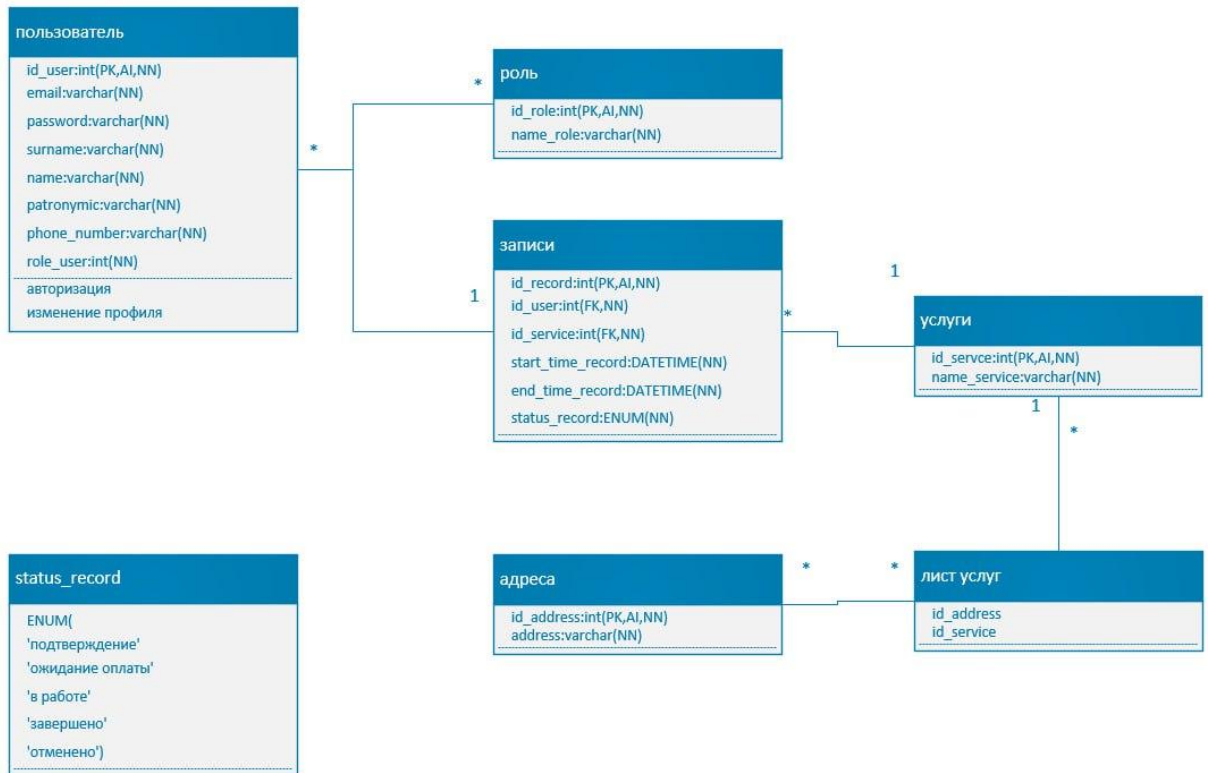 пользователь
id_user:int(PK,AI,NN)
email:varchar(NN)
password:varchar(NN)
surname:varchar(NN)
name:varchar(NN)
patronymic:varchar(NN)
phone_number:varchar(NN)
role_user:int(NN)
авторизация
изменение профиля
*
*
1
роль
id_role:int(PK,AI,NN)
name_role:varchar(NN)
записи
id_record:int(PK,AI,NN)
id_user:int(FK,NN)
id_service:int(FK,NN)
start_time_record:DATETIME(NN)
end_time_record:DATETIME(NN)
status_record:ENUM(NN)
*
1
услуги
id_servce:int(PK,AI,NN)
name_service:varchar(NN)
1
*
status_record
ENUM(
'подтверждение'
'ожидание оплаты'
'в работе'
'завершено'
'отменено')
адреса
id_address:int(PK,AI,NN)
address:varchar(NN)
*
*
лист услуг
id_address
id_service